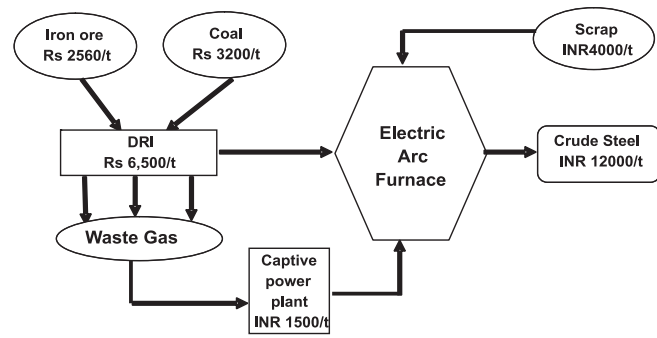 Iron ore
Rs 2560/t
Coal
Rs 3200/t
Scrap
INR4000/t
DRI
Rs 6,500/t
Electric
Arc
Furnace
Crude Steel
INR 12000/t
Waste Gas
Captive
power
plant
INR 1500/t